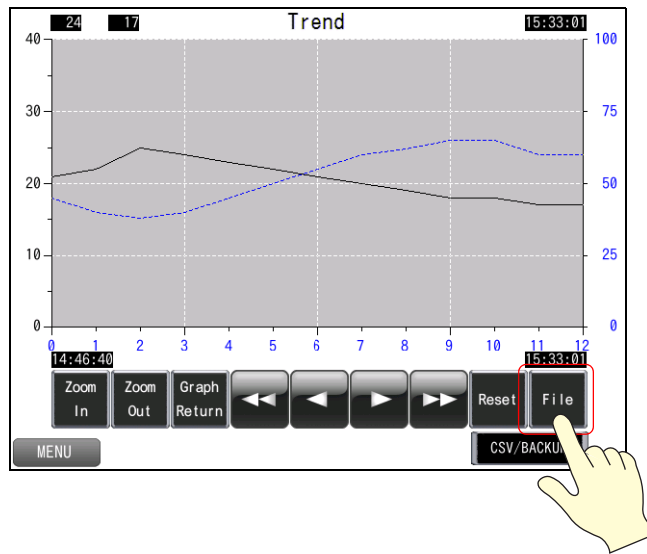 24 17 Trend 15:33:01
40 100
30 75
20 50
10 25
0 0
0 1 2 3 4 5 6 7 8 9 10 11 12
14:46:40 15:33:01
Zoom In
Zoom Out
Graph Return
Reset
File
MENU